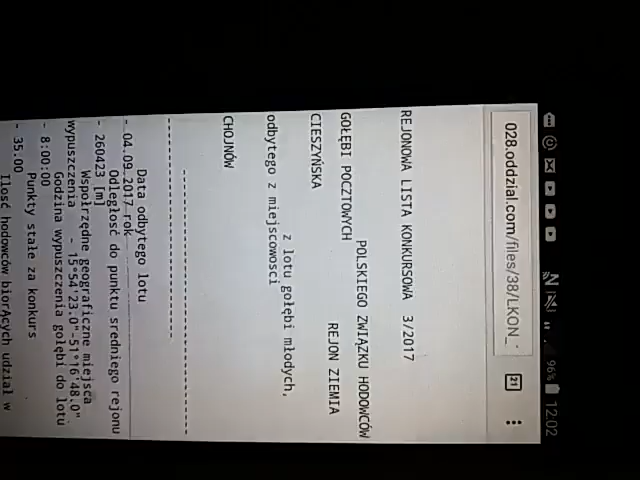 96% 12:02
028.oddzial.com/files/38/LKON_
21
REJONOWA LISTA KONKURSOWA 3/2017
POLSKIEGO ZWIĄZKU HODOWCÓW
GOŁĘBI POCZTOWYCH REJON ZIEMIA
CIESZYŃSKA
z lotu gołębi młodych,
odbytego z miejscowości
CHOJNÓW
Data odbytego lotu
- 04.09.2017 rok
Odległość do punktu sredniego rejonu
- 260423 [m]
Współrzędne geograficzne miejsca
wypuszczenia - 15°54'23.0"-51°16'48.0"
Godzina wypuszczenia gołębi do lotu
- 8:00:00
Punkty stałe za konkurs
- 35.00
Ilosć hodowców biorĄcych udział w